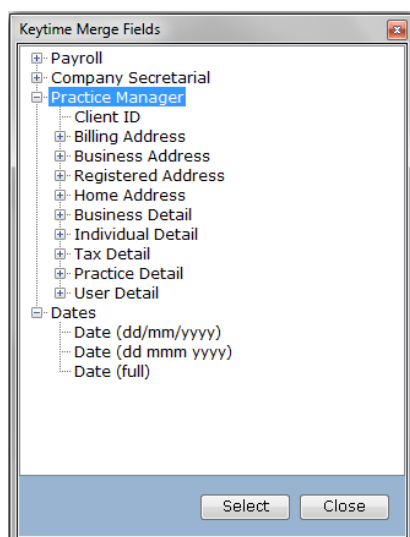 Keytime Merge Fields
Payroll
Company Secretarial
Practice Manager
Client ID
Billing Address
Business Address
Registered Address
Home Address
Business Detail
Individual Detail
Tax Detail
Practice Detail
User Detail
Dates
Date (dd/mm/yyyy)
Date (dd mmm yyyy)
Date (full)
Select Close